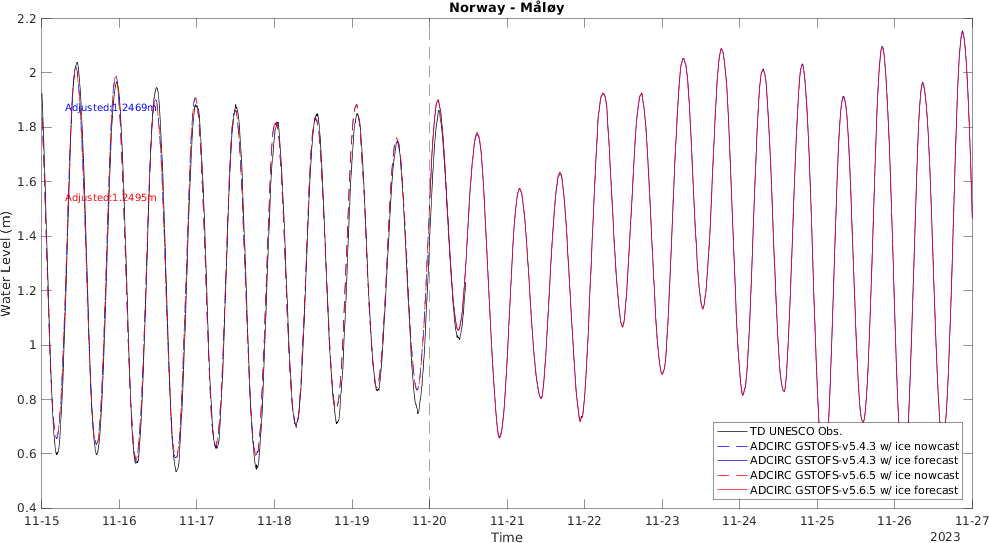 Norway - Måløy
2.2
2
1.8
1.6
1.4
1.2
1
0.8
0.6
0.4
Water Level (m)
Adjusted:1.2469m
Adjusted:1.2495m
TD UNESCO Obs.
ADCIRC GSTOFS-v5.4.3 w/ ice nowcast
ADCIRC GSTOFS-v5.4.3 w/ ice forecast
ADCIRC GSTOFS-v5.6.5 w/ ice nowcast
ADCIRC GSTOFS-v5.6.5 w/ ice forecast
11-15 11-16 11-17 11-18 11-19 11-20 11-21 11-22 11-23 11-24 11-25 11-26 11-27
Time
2023